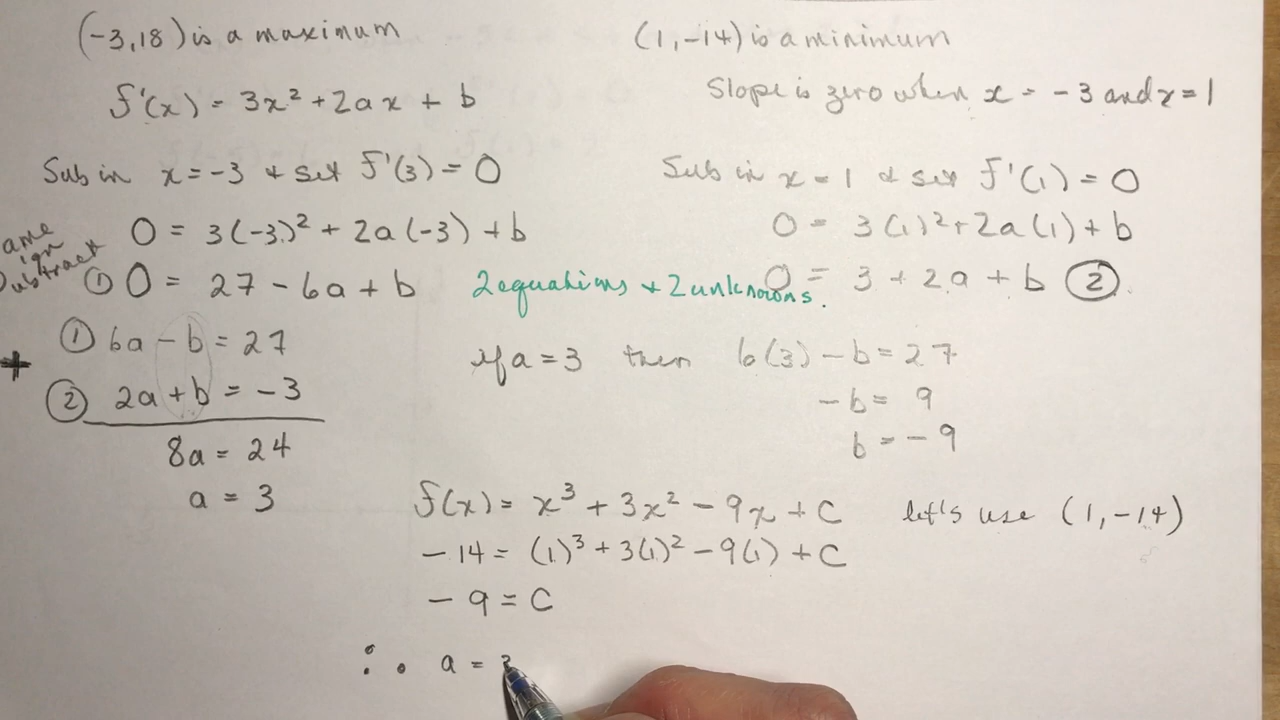 (-3,18) is a maximum
(1,-14) is a minimum
f'(x) = 3x² + 2ax + b
Slope is zero when x = -3 and x = 1
Sub in x = -3 & set f'(3) = 0
Sub in x = 1 & set f'(1) = 0
0 = 3(-3)² + 2a(-3) + b
0 = 3(1)² + 2a(1) + b
ame
ign
subtract
① 0 = 27 - 6a + b
2 equations + 2 unknowns.
0 = 3 + 2a + b ②
① 6a - b = 27
+
② 2a + b = -3
8a = 24
a = 3
if a = 3 then 6(3) - b = 27
-b = 9
b = -9
f(x) = x³ + 3x² - 9x + C
let's use (1,-14)
-14 = (1)³ + 3(1)² - 9(1) + C
-9 = C
∴ a = 3